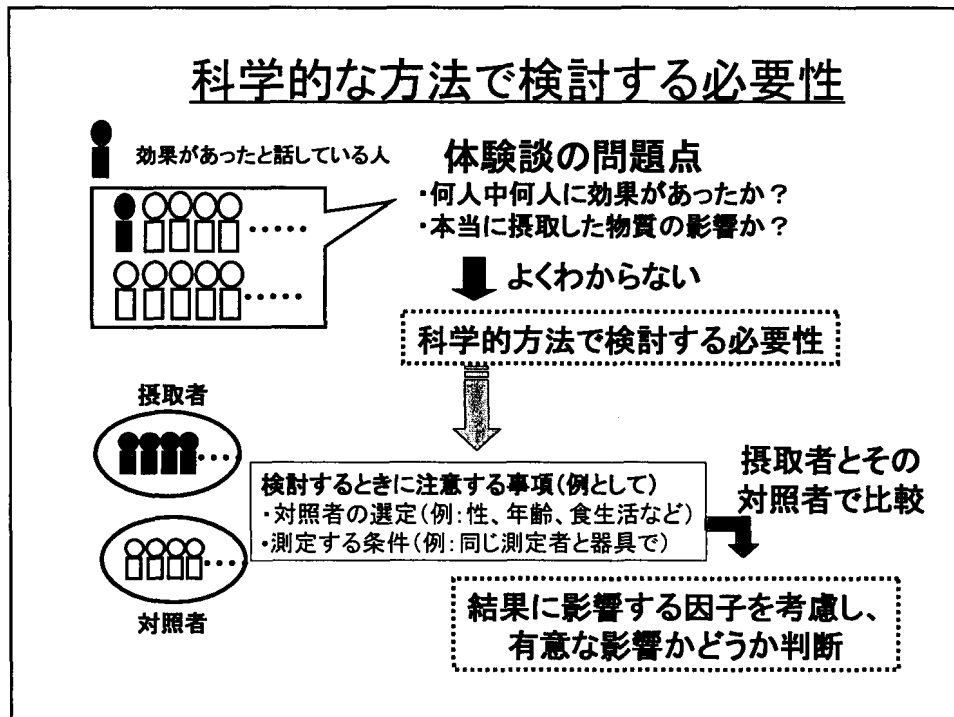 科学的な方法で検討する必要性
効果があったと話している人
体験談の問題点
・何人中何人に効果があったか?
・本当に摂取した物質の影響か?
よくわからない
科学的方法で検討する必要性
摂取者
検討するときに注意する事項(例として)
・対照者の選定(例:性、年齢、食生活など)
・測定する条件(例:同じ測定者と器具で)
摂取者とその
対照者で比較
対照者
結果に影響する因子を考慮し、
有意な影響かどうか判断